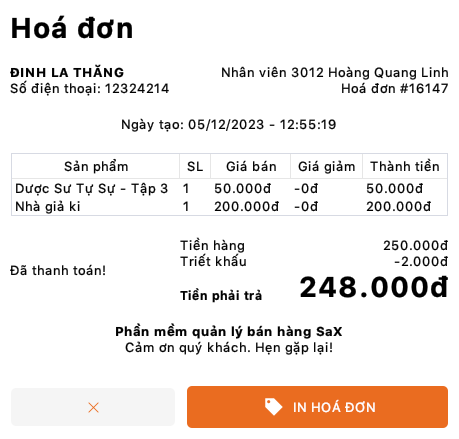 Hoá đơn
ĐINH LA THĂNG
Nhân viên 3012 Hoàng Quang Linh
Số điện thoại: 12324214
Hoá đơn #16147
Ngày tạo: 05/12/2023 - 12:55:19
Sản phẩm SL Giá bán Giá giảm Thành tiền
Dược Sư Tự Sự - Tập 3 1 50.000đ -0đ 50.000đ
Nhà giả ki 1 200.000đ -0đ 200.000đ
Tiền hàng 250.000đ
Triết khấu -2.000đ
Đã thanh toán!
Tiền phải trả 248.000đ
Phần mềm quản lý bán hàng SaX
Cảm ơn quý khách. Hẹn gặp lại!
IN HOÁ ĐƠN